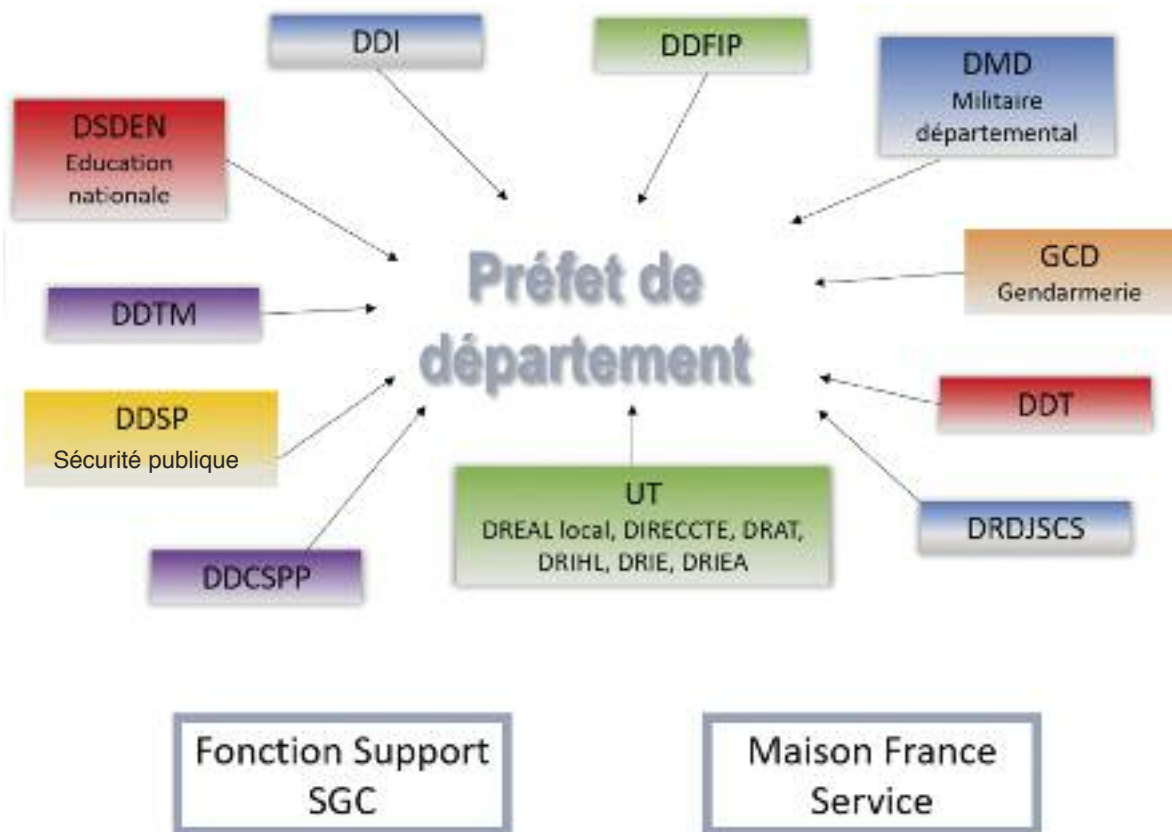 DDI
DDFIP
DMD
Militaire
départemental
DSDEN
Education
nationale
GCD
Gendarmerie
Préfet de
département
DDTM
DDSP
Sécurité publique
DDT
UT
DREAL local, DIRECCTE, DRAT,
DRIHL, DRIE, DRIEA
DRDJSCS
DDCSPP
Fonction Support
SGC
Maison France
Service